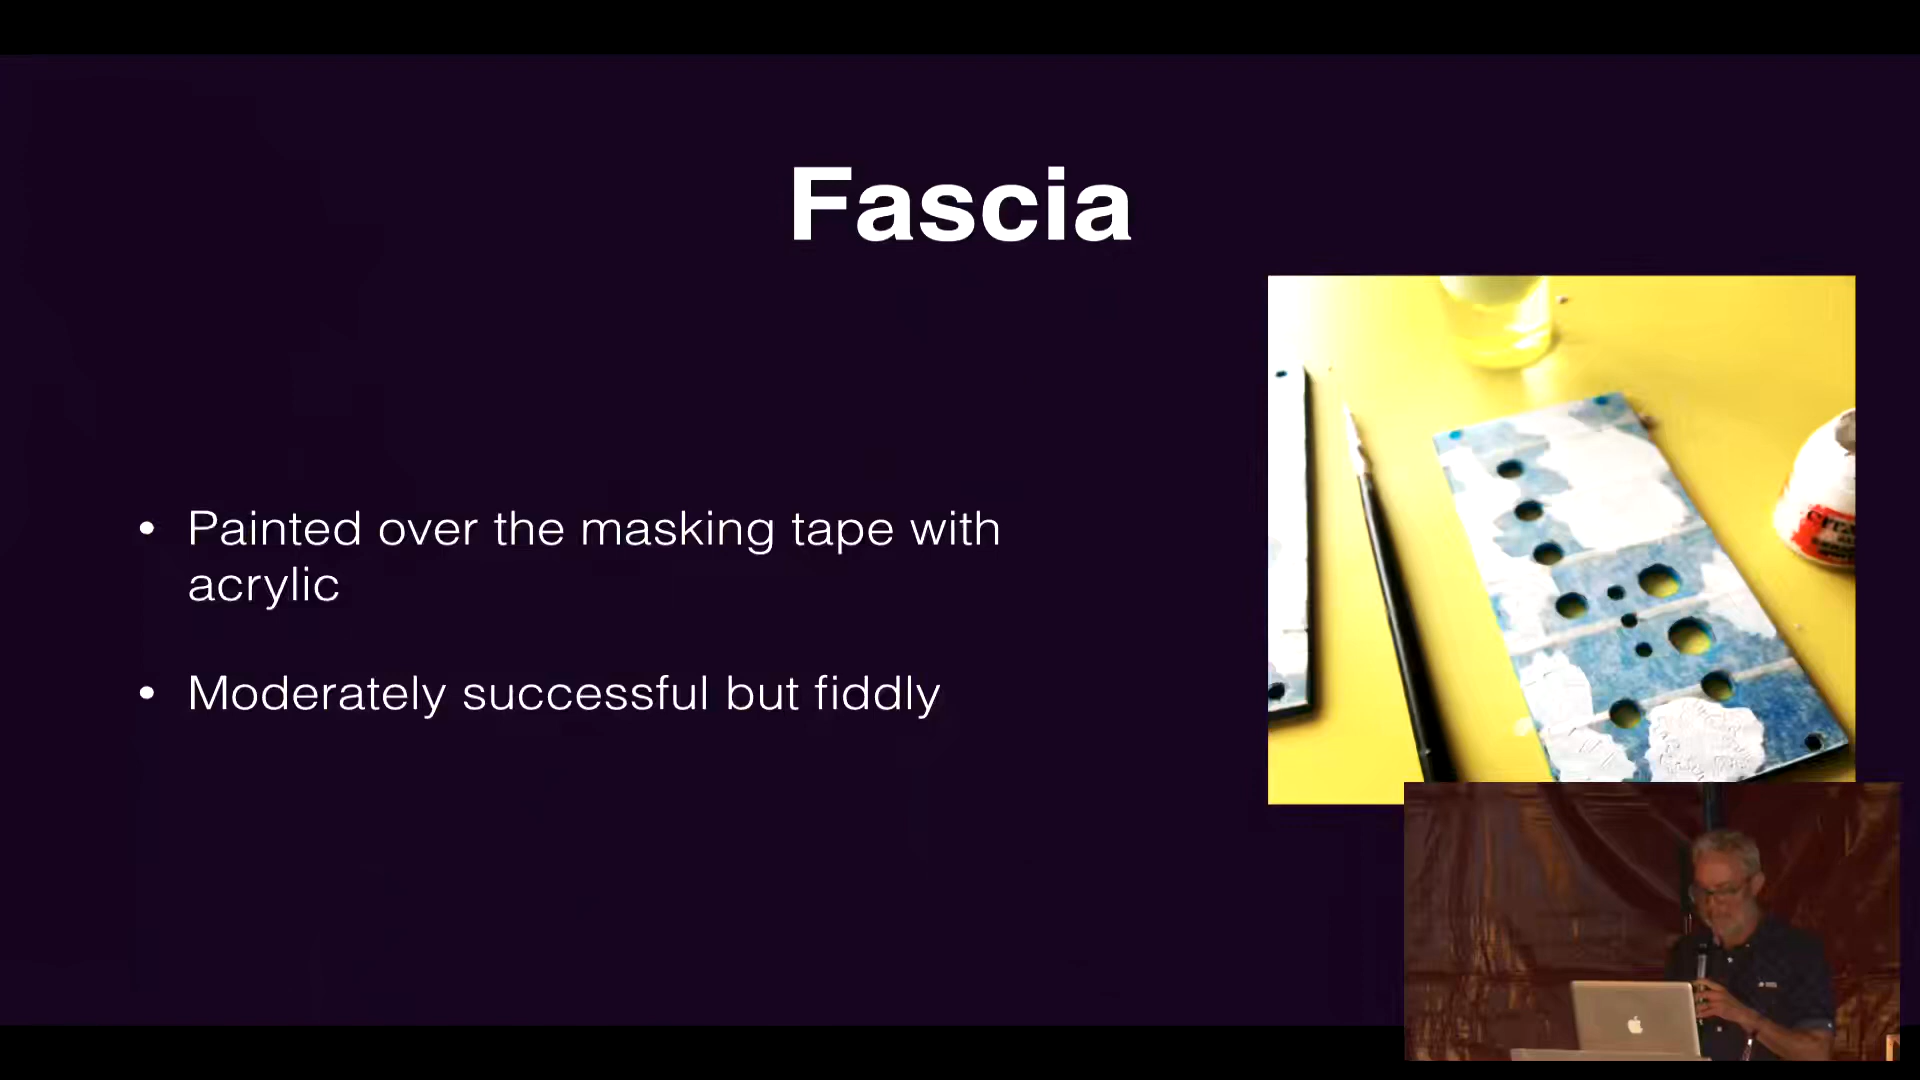 Fascia
• Painted over the masking tape with
acrylic
• Moderately successful but fiddly